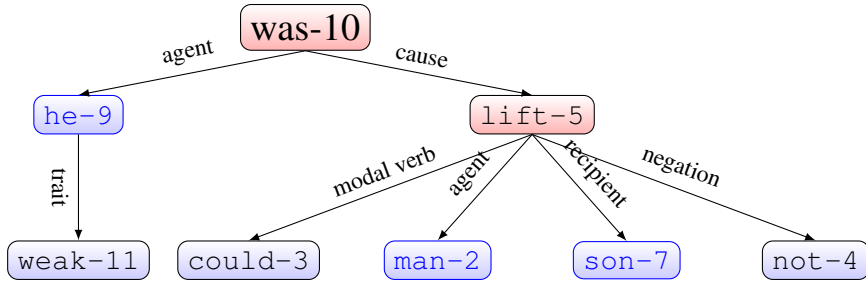 was-10
agent
cause
he-9
lift-5
trait
modal verb
agent
recipient
negation
weak-11
could-3
man-2
son-7
not-4